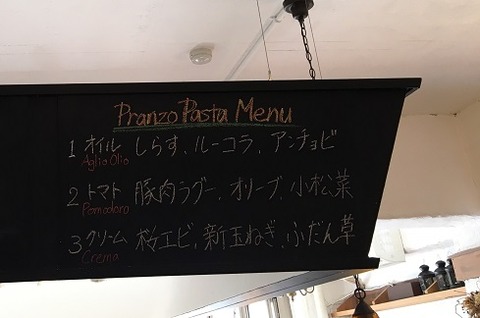 Pranzo Pasta Menu
1 オイル しらす、ルーコラ、アンチョビ
Aglio Olio
2 トマト 豚肉ラグー、オリーブ、小松菜
Pomodoro
3 クリーム 桜エビ、新玉ねぎ、ふだん草
Crema